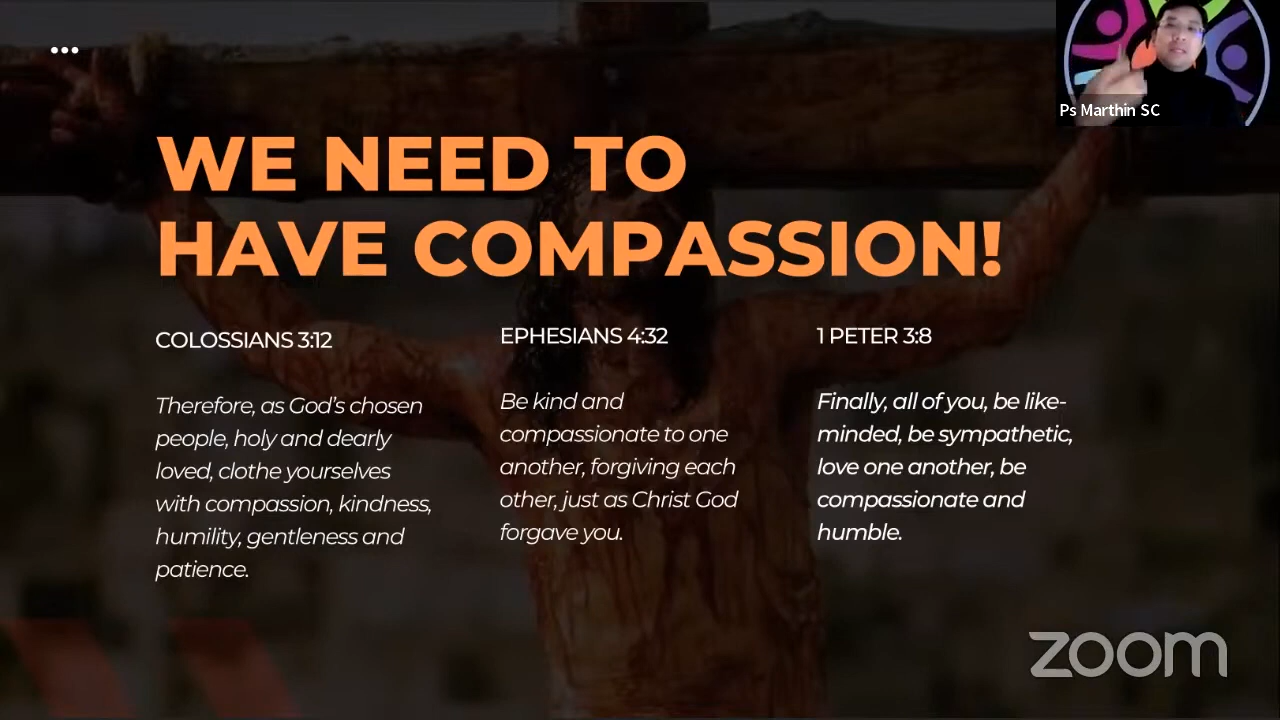 •••
Ps Marthin SC
WE NEED TO
HAVE COMPASSION!
COLOSSIANS 3:12
Therefore, as God's chosen
people, holy and dearly
loved, clothe yourselves
with compassion, kindness,
humility, gentleness and
patience.
EPHESIANS 4:32
Be kind and
compassionate to one
another, forgiving each
other, just as Christ God
forgave you.
1 PETER 3:8
Finally, all of you, be like-
minded, be sympathetic,
love one another, be
compassionate and
humble.
zoom